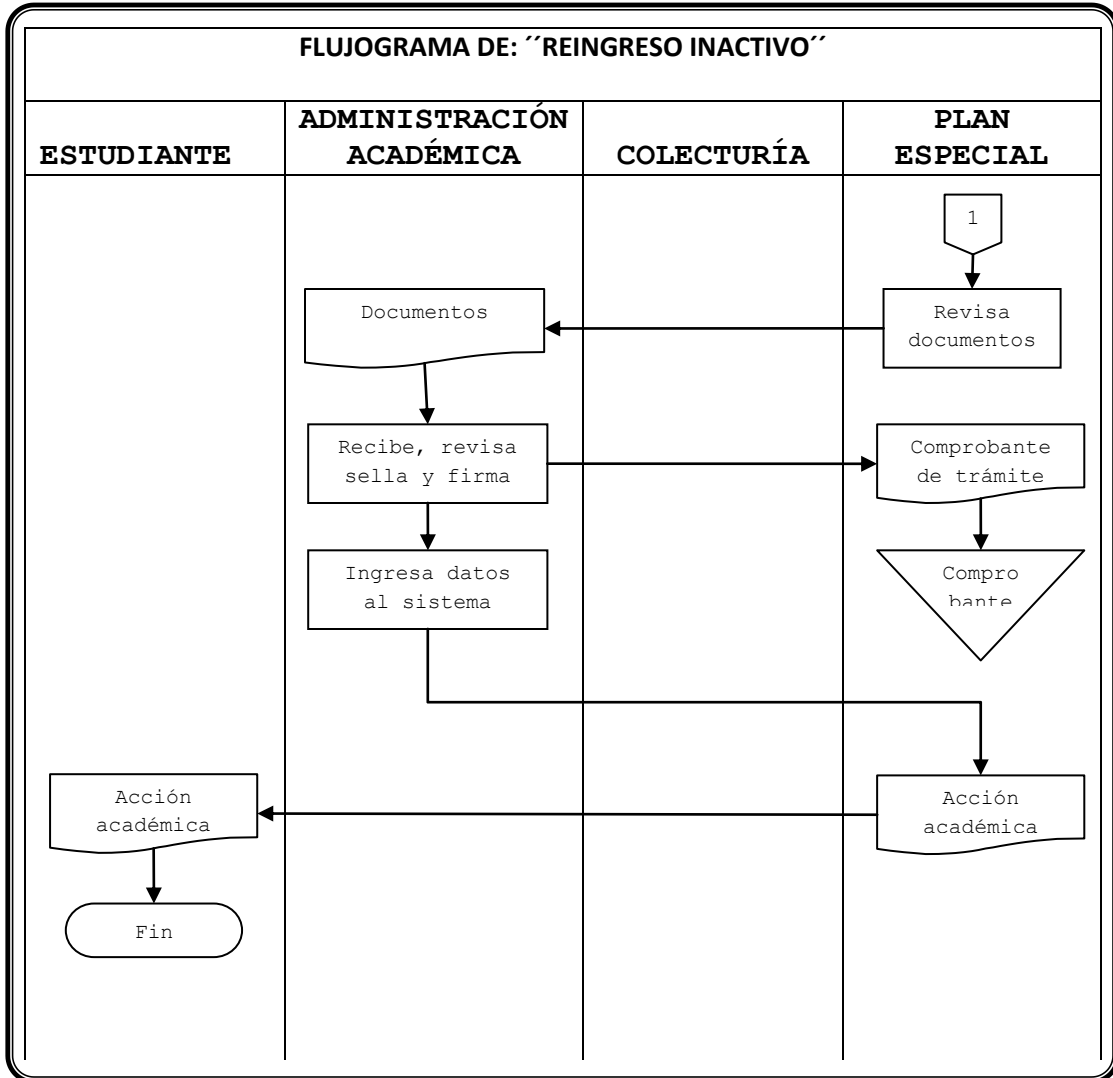 FLUJOGRAMA DE: ´´REINGRESO INACTIVO´´
ESTUDIANTE
ADMINISTRACIÓN
ACADÉMICA
COLECTURÍA
PLAN
ESPECIAL
1
Documentos
Revisa
documentos
Recibe, revisa
sella y firma
Comprobante
de trámite
Ingresa datos
al sistema
Compro
bante
Acción
académica
Acción
académica
Fin